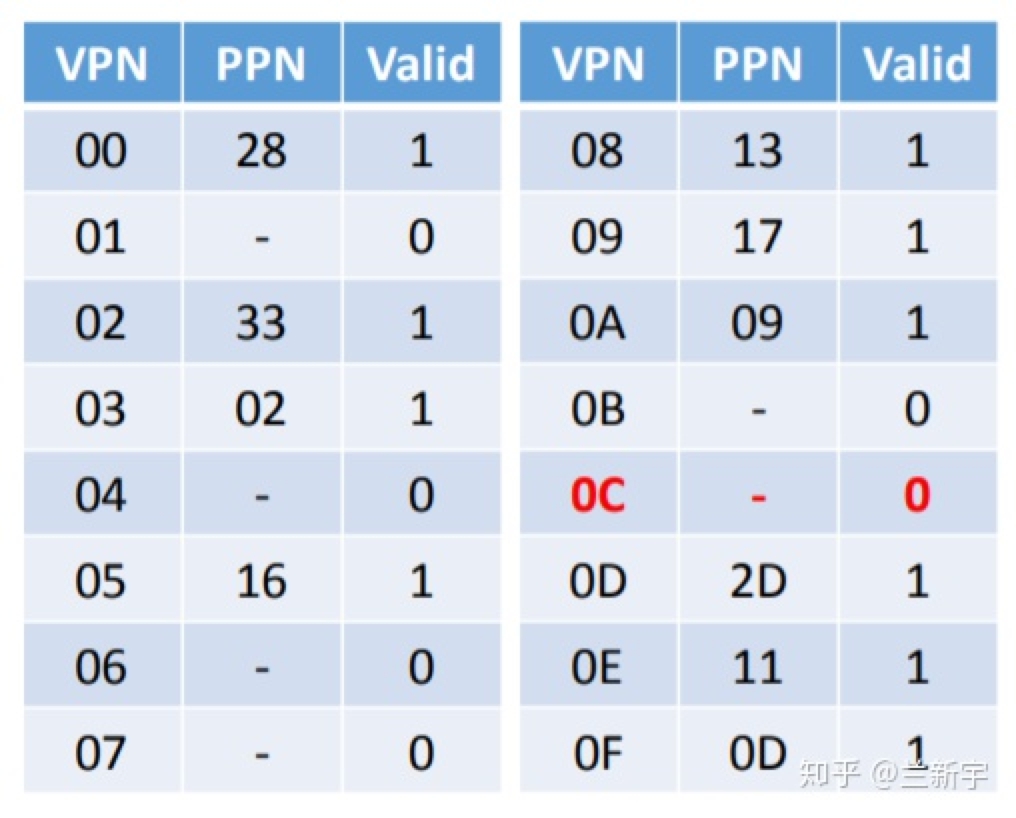 VPN PPN Valid VPN PPN Valid
00 28 1 08 13 1
01 - 0 09 17 1
02 33 1 0A 09 1
03 02 1 0B - 0
04 - 0 0C - 0
05 16 1 0D 2D 1
06 - 0 0E 11 1
07 - 0 0F 0D 1
知乎 @兰新宇